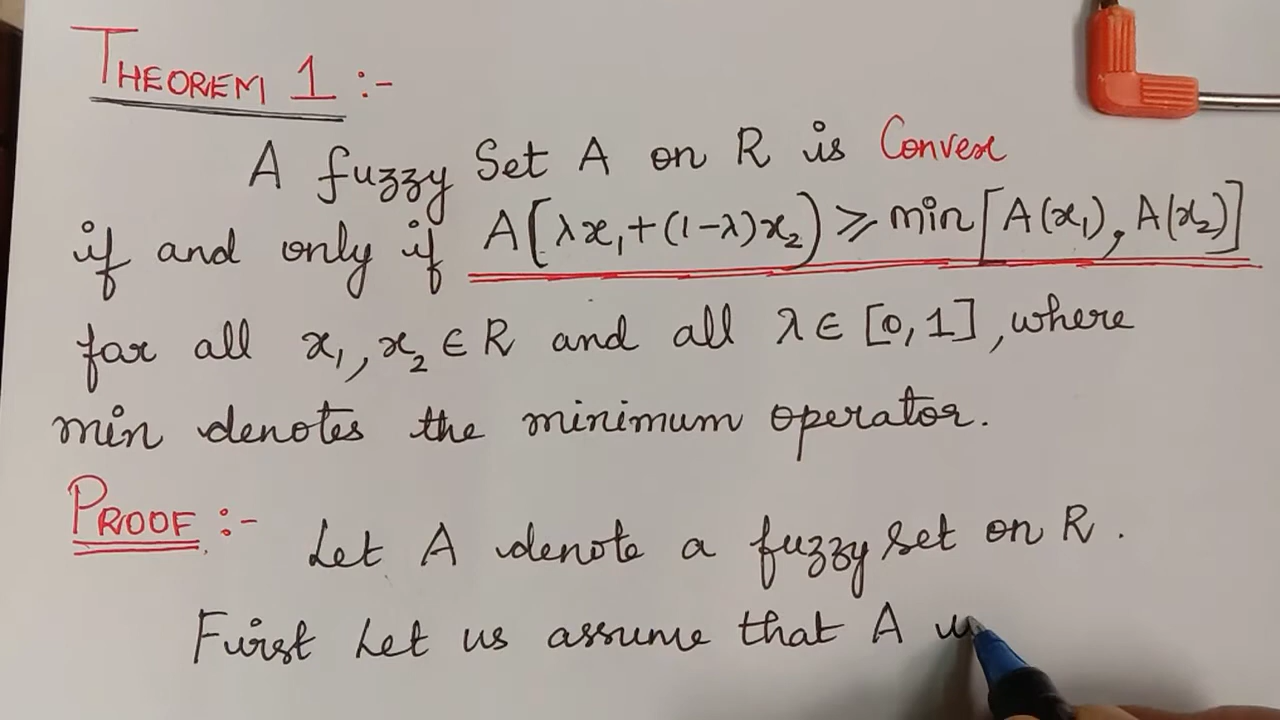 THEOREM 1 :-
A fuzzy Set A on R is Convex
if and only if A[λx₁+(1-λ)x₂) ≥ min[A(x₁), A(x₂)]
for all x₁, x₂ ∈ R and all λ ∈ [0,1], where
min denotes the minimum operator.
PROOF :- Let A denote a fuzzy set on R.
First let us assume that A